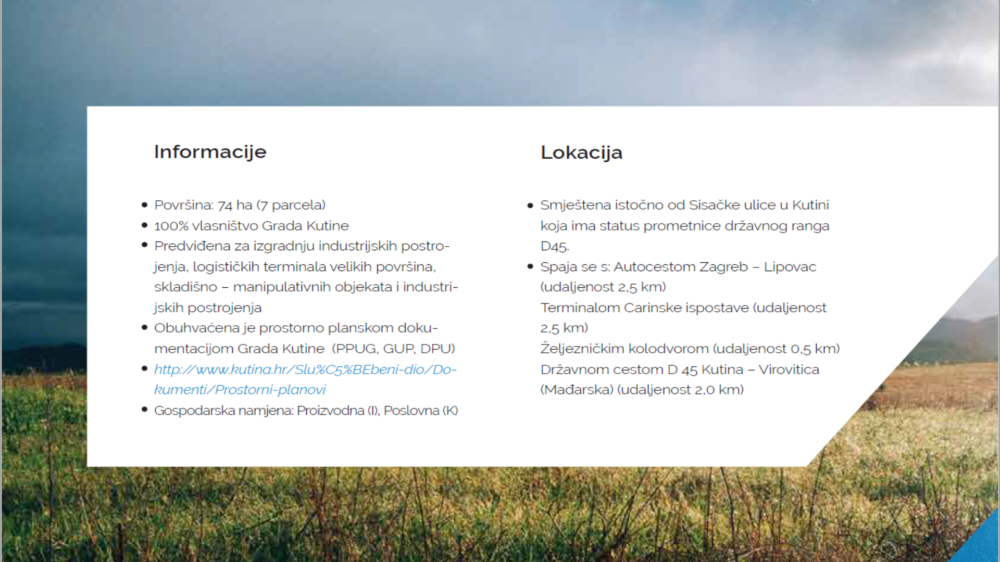 Informacije
• Površina: 74 ha (7 parcela)
• 100% vlasništvo Grada Kutine
• Predviđena za izgradnju industrijskih postro-
jenja, logističkih terminala velikih površina,
skladišno – manipulativnih objekata i industri-
jskih postrojenja
• Obuhvaćena je prostorno planskom doku-
mentacijom Grada Kutine (PPUG, GUP, DPU)
• http://www.kutina.hr/Slu%C5%BEbeni-dio/Do-
kumenti/Prostorni-planovi
• Gospodarska namjena: Proizvodna (I), Poslovna (K)
Lokacija
• Smještena istočno od Sisačke ulice u Kutini
koja ima status prometnice državnog ranga
D45.
• Spaja se s: Autocestom Zagreb – Lipovac
(udaljenost 2,5 km)
Terminalom Carinske ispostave (udaljenost
2,5 km)
Željezničkim kolodvorom (udaljenost 0,5 km)
Državnom cestom D 45 Kutina – Virovitica
(Mađarska) (udaljenost 2,0 km)